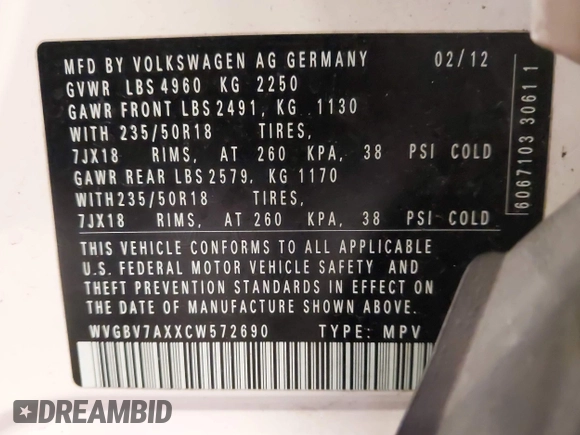 MFD BY VOLKSWAGEN AG GERMANY 02/12
GVWR LBS 4960 KG 2250
GAWR FRONT LBS 2491, KG 1130
WITH 235/50R18 TIRES,
7JX18 RIMS, AT 260 KPA, 38 PSI COLD
GAWR REAR LBS 2579, KG 1170
WITH235/50R18 TIRES,
7JX18 RIMS, AT 260 KPA, 38 PSI COLD
THIS VEHICLE CONFORMS TO ALL APPLICABLE
U.S. FEDERAL MOTOR VEHICLE SAFETY AND
THEFT PREVENTION STANDARDS IN EFFECT ON
THE DATE OF MANUFACTURE SHOWN ABOVE.
WVGBV7AXXCW572690 TYPE: MPV
6067103 3061 1
DREAMBID